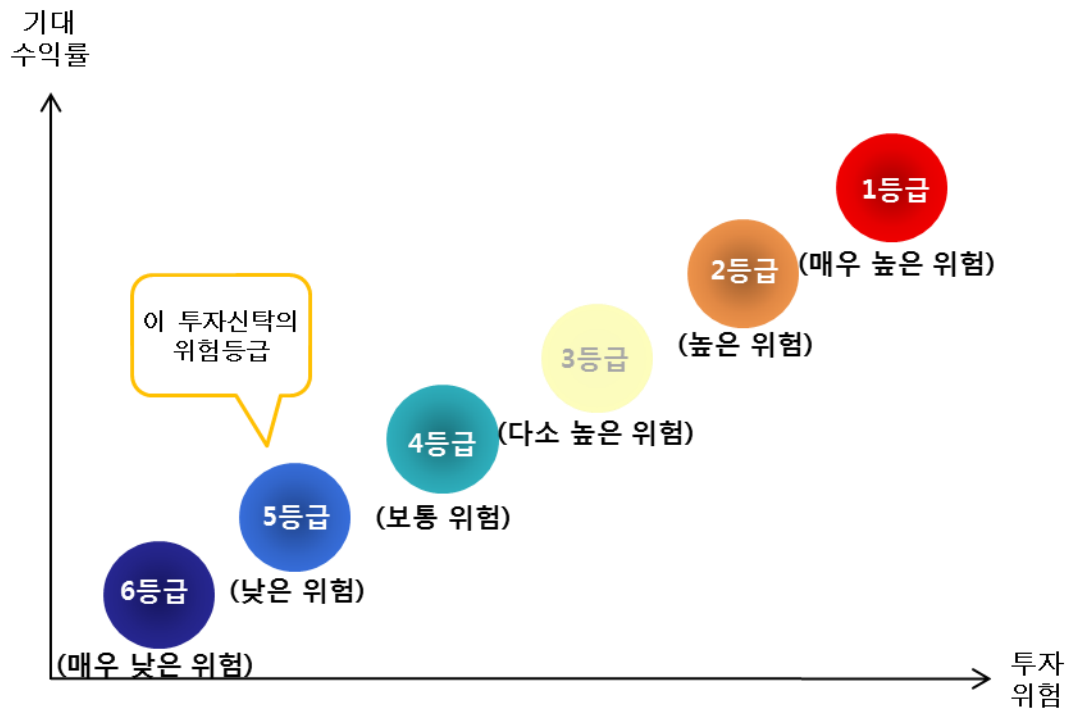 기대
수익률
1등급
(매우 높은 위험)
2등급
(높은 위험)
이 투자신탁의
위험등급
3등급
(다소 높은 위험)
4등급
(보통 위험)
5등급
(낮은 위험)
6등급
(매우 낮은 위험)
투자
위험